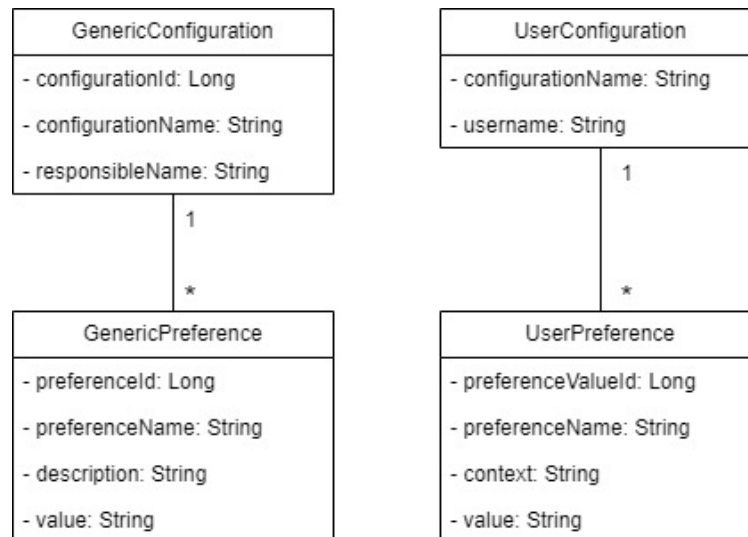 GenericConfiguration
- configurationId: Long
- configurationName: String
- responsibleName: String
1
*
GenericPreference
- preferenceId: Long
- preferenceName: String
- description: String
- value: String
UserConfiguration
- configurationName: String
- username: String
1
*
UserPreference
- preferenceValueId: Long
- preferenceName: String
- context: String
- value: String